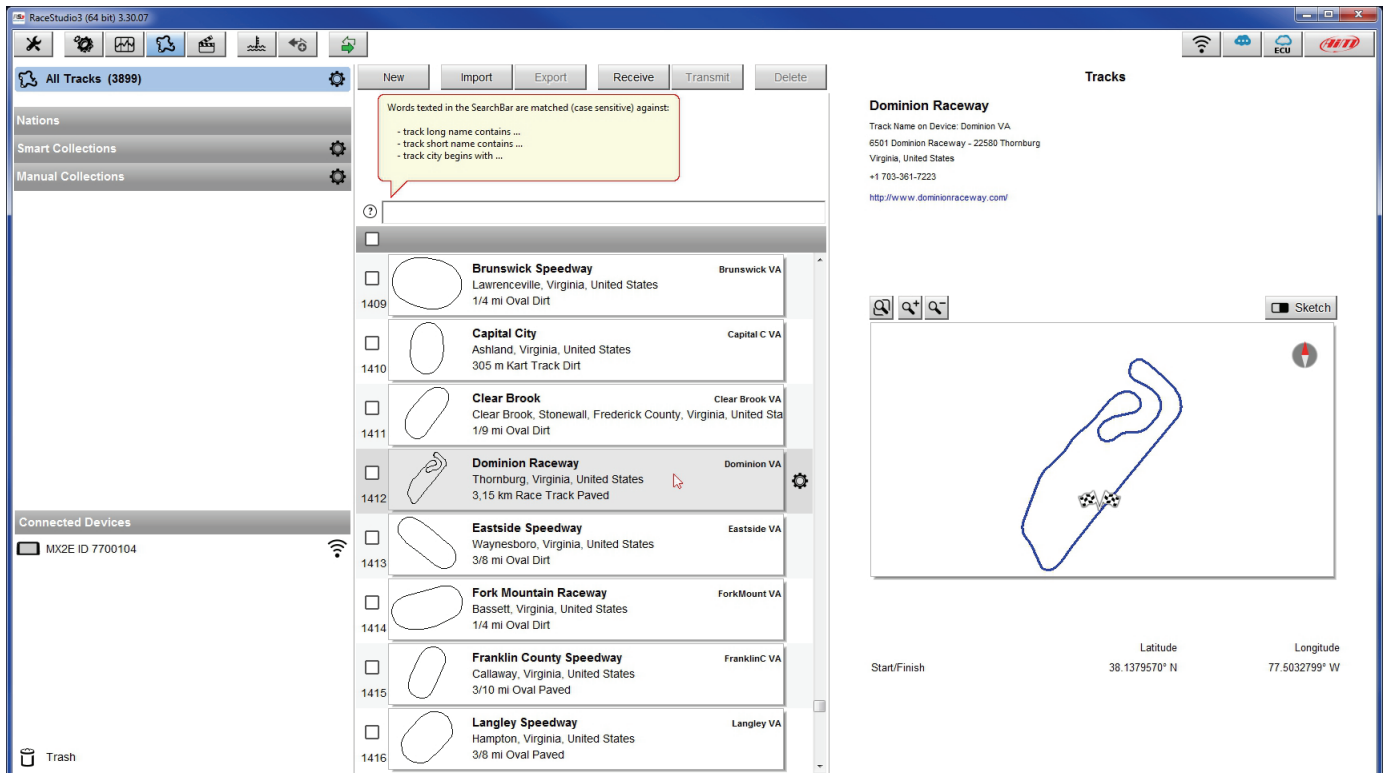 RaceStudio3 (64 bit) 3.30.07
ECU
AiM
All Tracks (3899)
Nations
Smart Collections
Manual Collections
Connected Devices
MX2E ID 7700104
Trash
New Import Export Receive Transmit Delete
Words texted in the SearchBar are matched (case sensitive) against:
- track long name contains ...
- track short name contains ...
- track city begins with ...
?
1409
Brunswick Speedway Brunswick VA
Lawrenceville, Virginia, United States
1/4 mi Oval Dirt
1410
Capital City Capital C VA
Ashland, Virginia, United States
305 m Kart Track Dirt
1411
Clear Brook Clear Brook VA
Clear Brook, Stonewall, Frederick County, Virginia, United Sta
1/9 mi Oval Dirt
1412
Dominion Raceway Dominion VA
Thornburg, Virginia, United States
3,15 km Race Track Paved
1413
Eastside Speedway Eastside VA
Waynesboro, Virginia, United States
3/8 mi Oval Dirt
1414
Fork Mountain Raceway ForkMount VA
Bassett, Virginia, United States
1/4 mi Oval Dirt
1415
Franklin County Speedway FranklinC VA
Callaway, Virginia, United States
3/10 mi Oval Paved
1416
Langley Speedway Langley VA
Hampton, Virginia, United States
3/8 mi Oval Paved
Tracks
Dominion Raceway
Track Name on Device: Dominion VA
6501 Dominion Raceway - 22580 Thornburg
Virginia, United States
+1 703-361-7223
http://www.dominionraceway.com/
Sketch
Latitude Longitude
Start/Finish 38.1379570° N 77.5032799° W